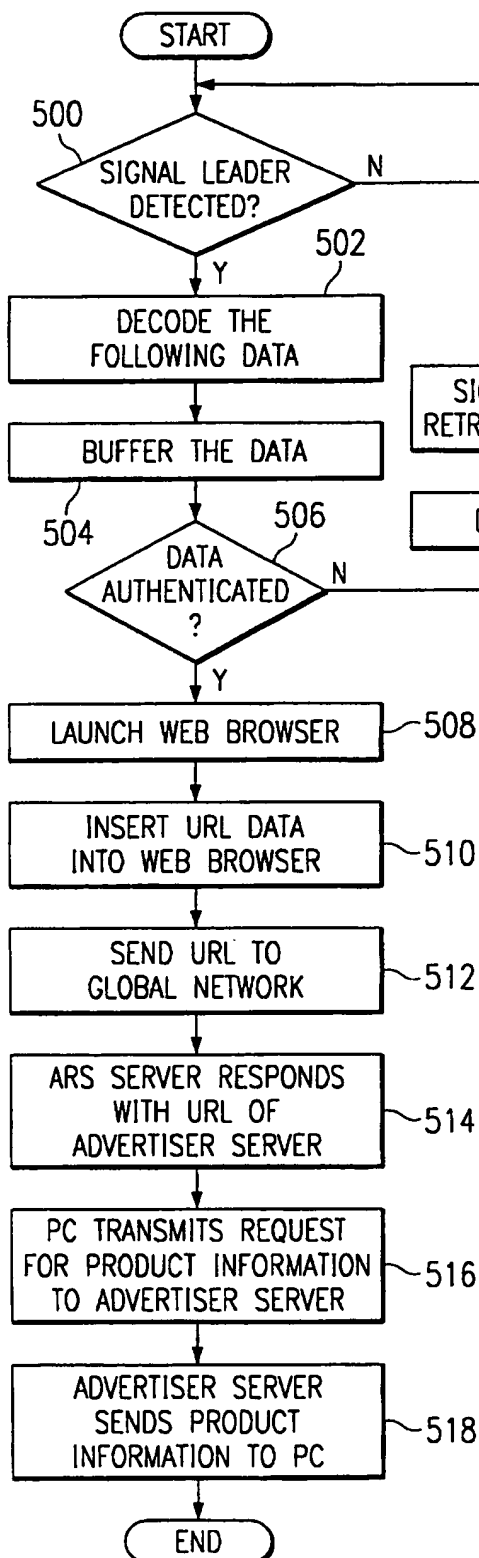 START
500
SIGNAL LEADER
DETECTED?
N
Y
502
DECODE THE
FOLLOWING DATA
BUFFER THE DATA
504
506
DATA
AUTHENTICATED
?
N
Y
LAUNCH WEB BROWSER
508
INSERT URL DATA
INTO WEB BROWSER
510
SEND URL TO
GLOBAL NETWORK
512
ARS SERVER RESPONDS
WITH URL OF
ADVERTISER SERVER
514
PC TRANSMITS REQUEST
FOR PRODUCT INFORMATION
TO ADVERTISER SERVER
516
ADVERTISER SERVER
SENDS PRODUCT
INFORMATION TO PC
518
END